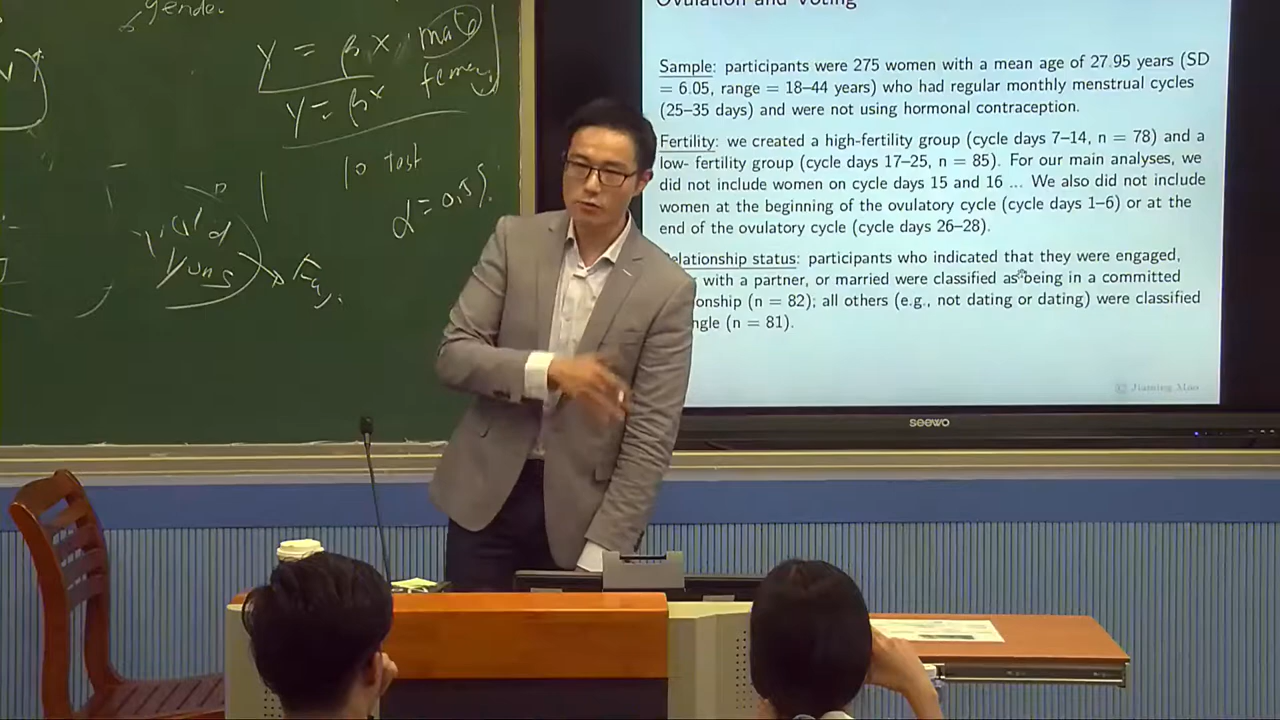 gender
Y = βx male
Y = βx
10 test
α = 0.5%
Young
Ovulation and Voting
Sample: participants were 275 women with a mean age of 27.95 years (SD
= 6.05, range = 18–44 years) who had regular monthly menstrual cycles
(25–35 days) and were not using hormonal contraception.
Fertility: we created a high-fertility group (cycle days 7–14, n = 78) and a
low- fertility group (cycle days 17–25, n = 85). For our main analyses, we
did not include women on cycle days 15 and 16 ... We also did not include
women at the beginning of the ovulatory cycle (cycle days 1–6) or at the
end of the ovulatory cycle (cycle days 26–28).
elationship status: participants who indicated that they were engaged,
with a partner, or married were classified as being in a committed
onship (n = 82); all others (e.g., not dating or dating) were classified
ngle (n = 81).
© Jiaming Mao
seewo